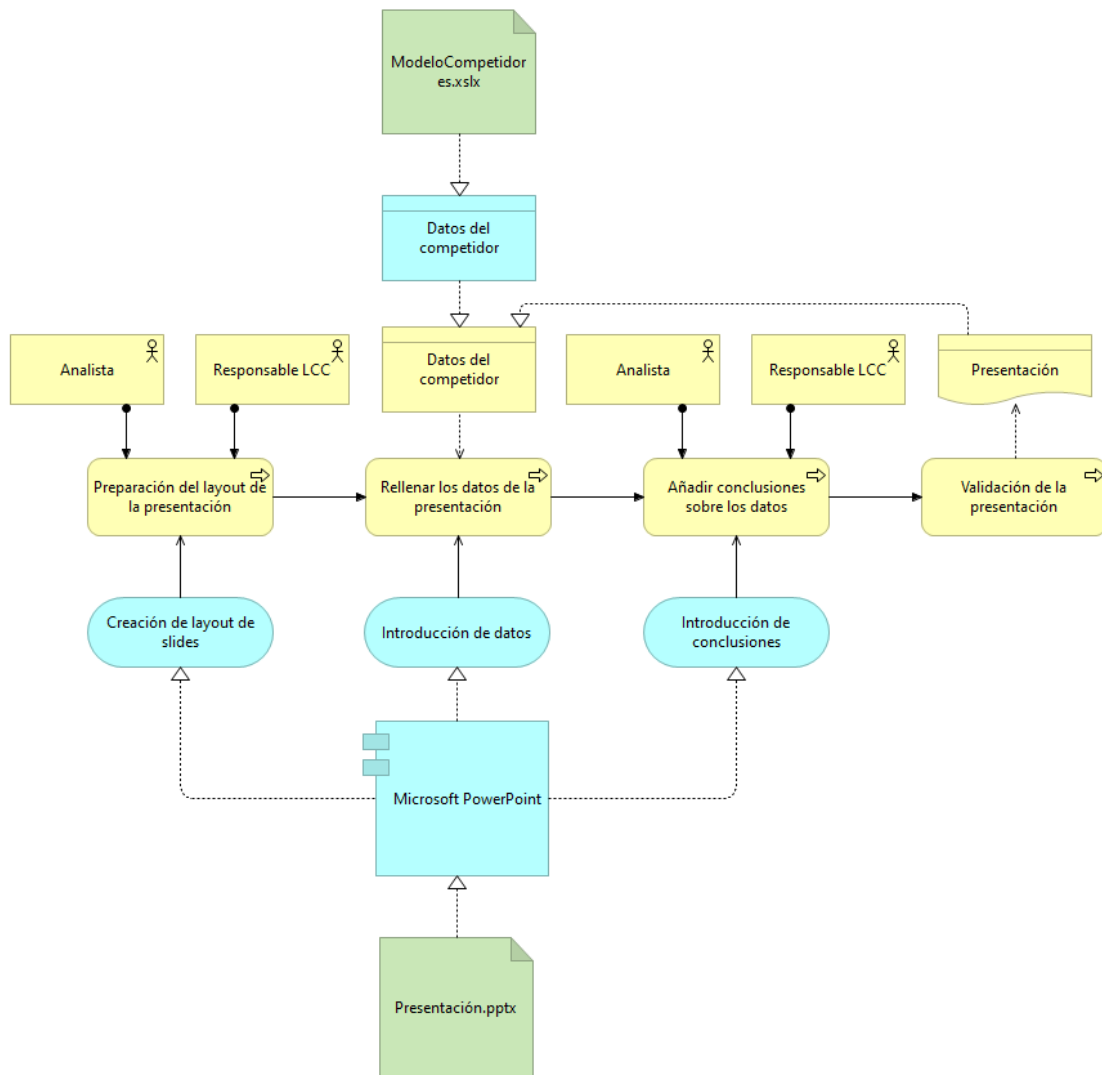 ModeloCompetidor
es.xslx
Datos del
competidor
Analista
Responsable LCC
Datos del
competidor
Analista
Responsable LCC
Presentación
Preparación del layout de
la presentación
Rellenar los datos de la
presentación
Añadir conclusiones
sobre los datos
Validación de la
presentación
Creación de layout de
slides
Introducción de datos
Introducción de
conclusiones
Microsoft PowerPoint
Presentación.pptx